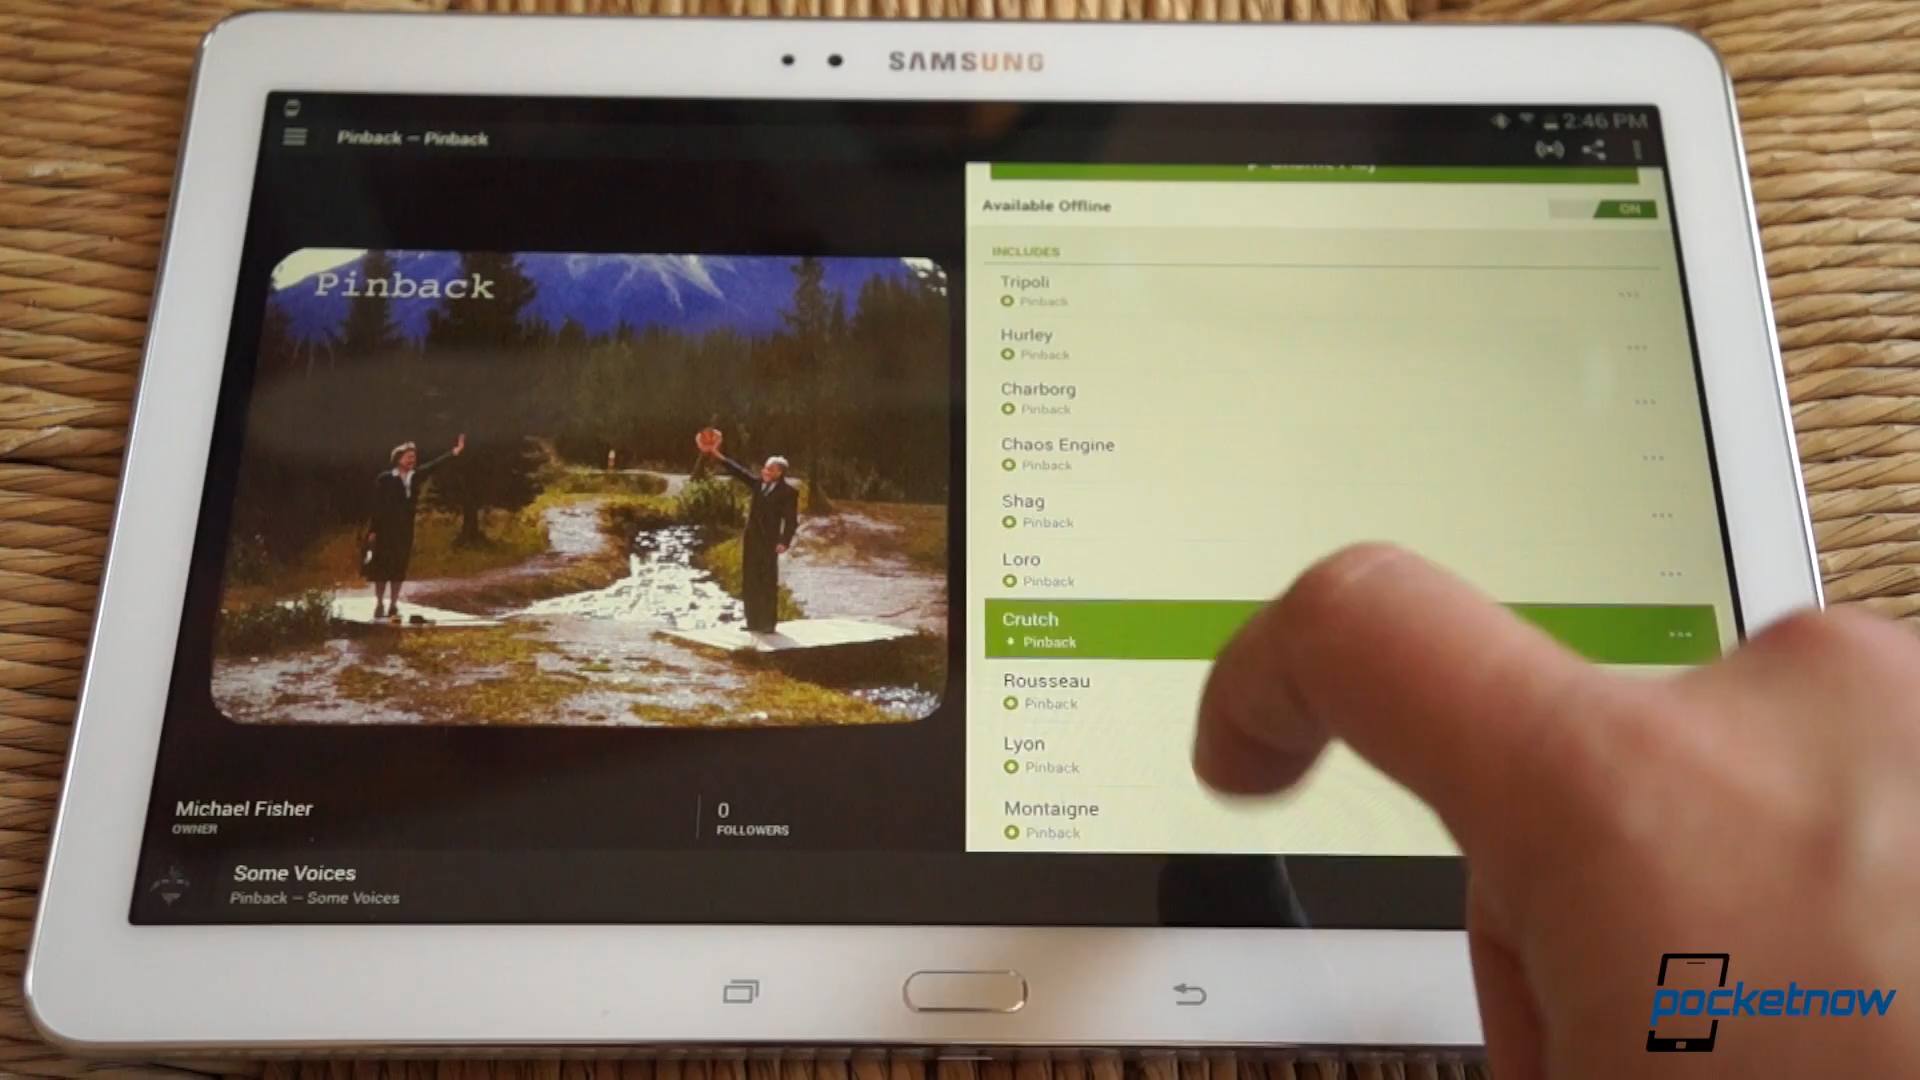 SAMSUNG
2:46 PM
Pinback — Pinback
Available Offline
ON
INCLUDES
Pinback
Tripoli
Pinback
Hurley
Pinback
Charborg
Pinback
Chaos Engine
Pinback
Shag
Pinback
Loro
Pinback
Crutch
Pinback
Rousseau
Pinback
Lyon
Pinback
Montaigne
Pinback
Michael Fisher
OWNER
0
FOLLOWERS
Some Voices
Pinback — Some Voices
pocketnow